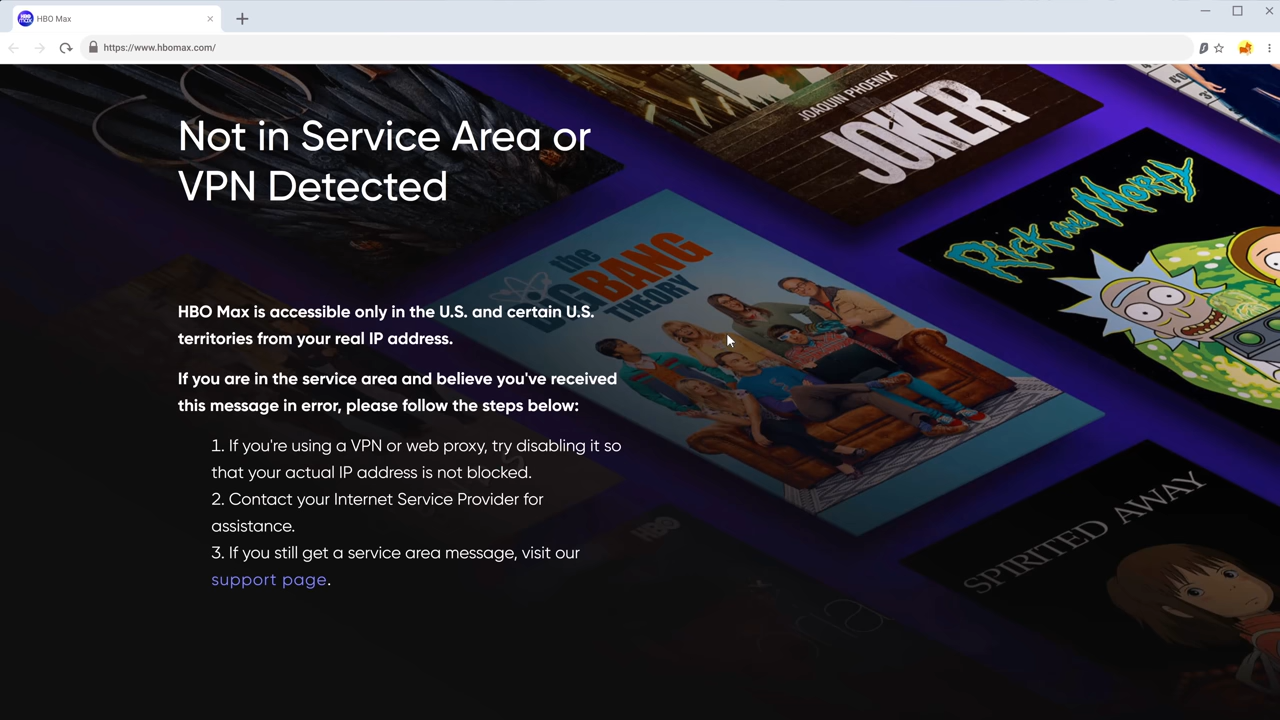 HBO Max
https://www.hbomax.com/
Not in Service Area or
VPN Detected
HBO Max is accessible only in the U.S. and certain U.S.
territories from your real IP address.
If you are in the service area and believe you've received
this message in error, please follow the steps below:
1. If you're using a VPN or web proxy, try disabling it so
that your actual IP address is not blocked.
2. Contact your Internet Service Provider for
assistance.
3. If you still get a service area message, visit our
support page.
JOAQUIN PHOENIX
JOKER
Rick and Morty
the
BIG BANG
THEORY
SPIRITED AWAY
HBO